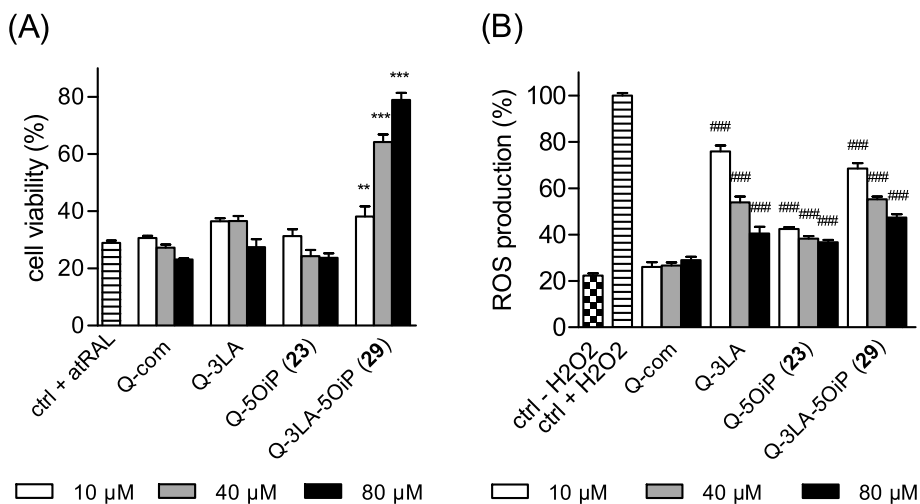 (A)
cell viability (%)
80
60
40
20
0
***
***
**
ctrl + atRAL
Q-com
Q-3LA
Q-5OiP (23)
Q-3LA-5OiP (29)
10 µM
40 µM
80 µM
(B)
ROS production (%)
100
80
60
40
20
0
###
###
###
###
###
###
###
###
###
ctrl - H2O2
ctrl + H2O2
Q-com
Q-3LA
Q-5OiP (23)
Q-3LA-5OiP (29)
10 µM
40 µM
80 µM